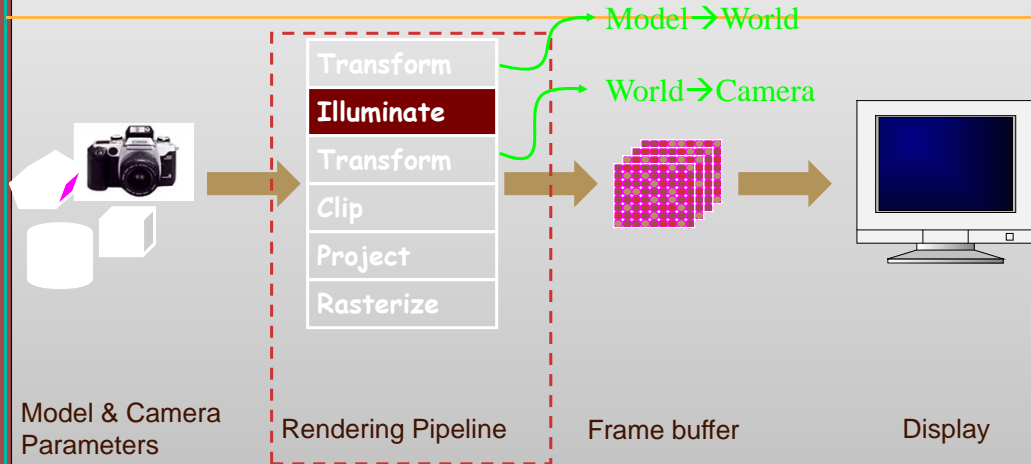 Model→World
Transform
World→Camera
Illuminate
Transform
Clip
Project
Rasterize
Model & Camera
Parameters
Rendering Pipeline
Frame buffer
Display